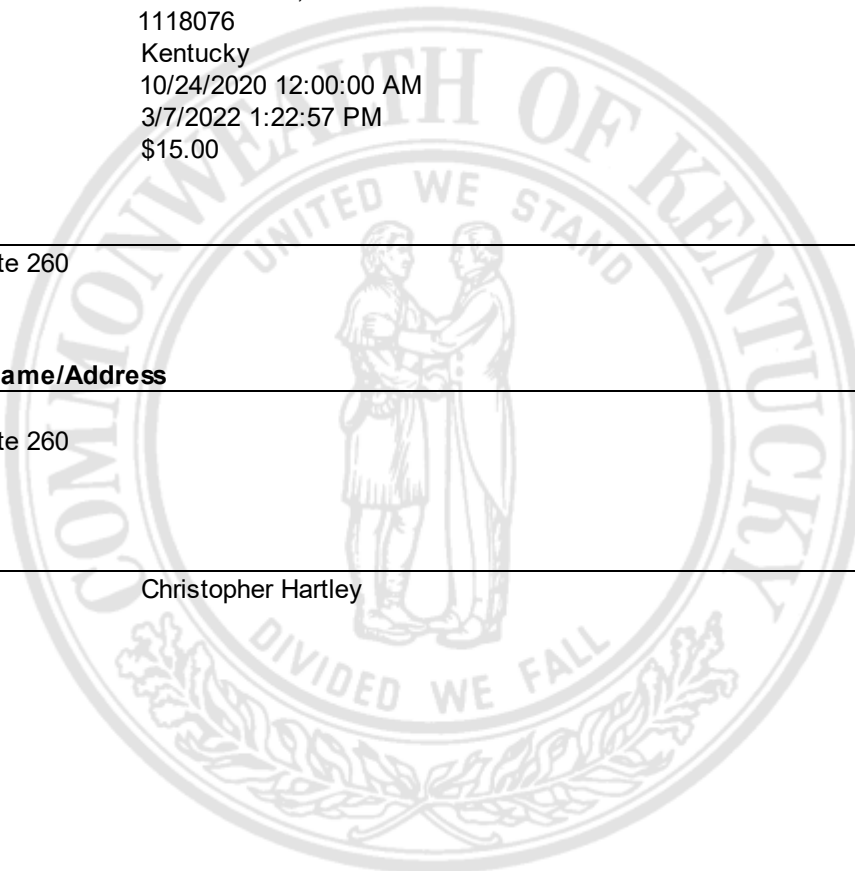 1118076
Kentucky
10/24/2020 12:00:00 AM
3/7/2022 1:22:57 PM
$15.00
te 260
ame/Address
te 260
Christopher Hartley
COMMONWEALTH OF KENTUCKY
UNITED WE STAND
DIVIDED WE FALL